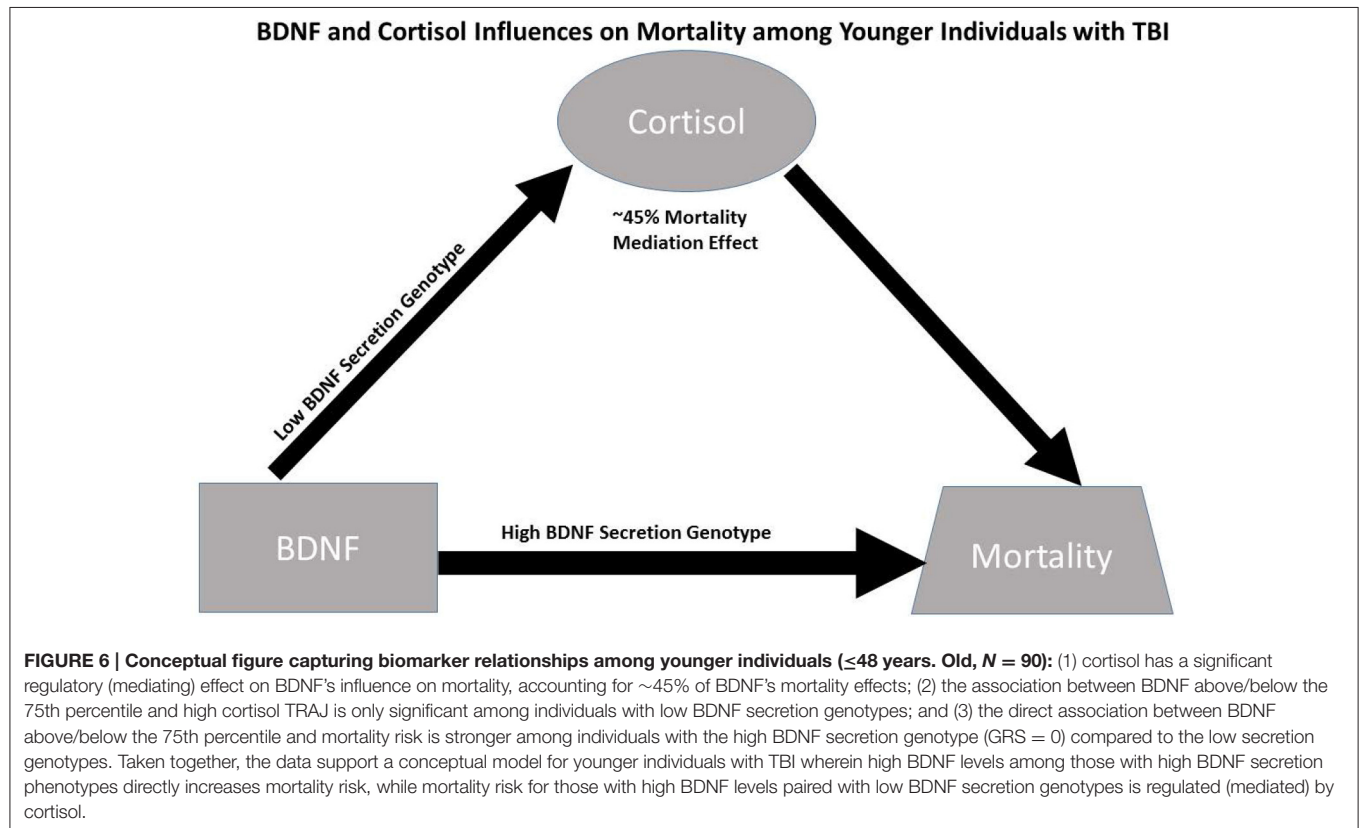 BDNF and Cortisol Influences on Mortality among Younger Individuals with TBI
Cortisol
~45% Mortality
Mediation Effect
Low BDNF Secretion Genotype
BDNF
High BDNF Secretion Genotype
Mortality
FIGURE 6 | Conceptual figure capturing biomarker relationships among younger individuals (≤48 years. Old, N = 90): (1) cortisol has a significant
regulatory (mediating) effect on BDNF's influence on mortality, accounting for ∼45% of BDNF's mortality effects; (2) the association between BDNF above/below the
75th percentile and high cortisol TRAJ is only significant among individuals with low BDNF secretion genotypes; and (3) the direct association between BDNF
above/below the 75th percentile and mortality risk is stronger among individuals with the high BDNF secretion genotype (GRS = 0) compared to the low secretion
genotypes. Taken together, the data support a conceptual model for younger individuals with TBI wherein high BDNF levels among those with high BDNF secretion
phenotypes directly increases mortality risk, while mortality risk for those with high BDNF levels paired with low BDNF secretion genotypes is regulated (mediated) by
cortisol.